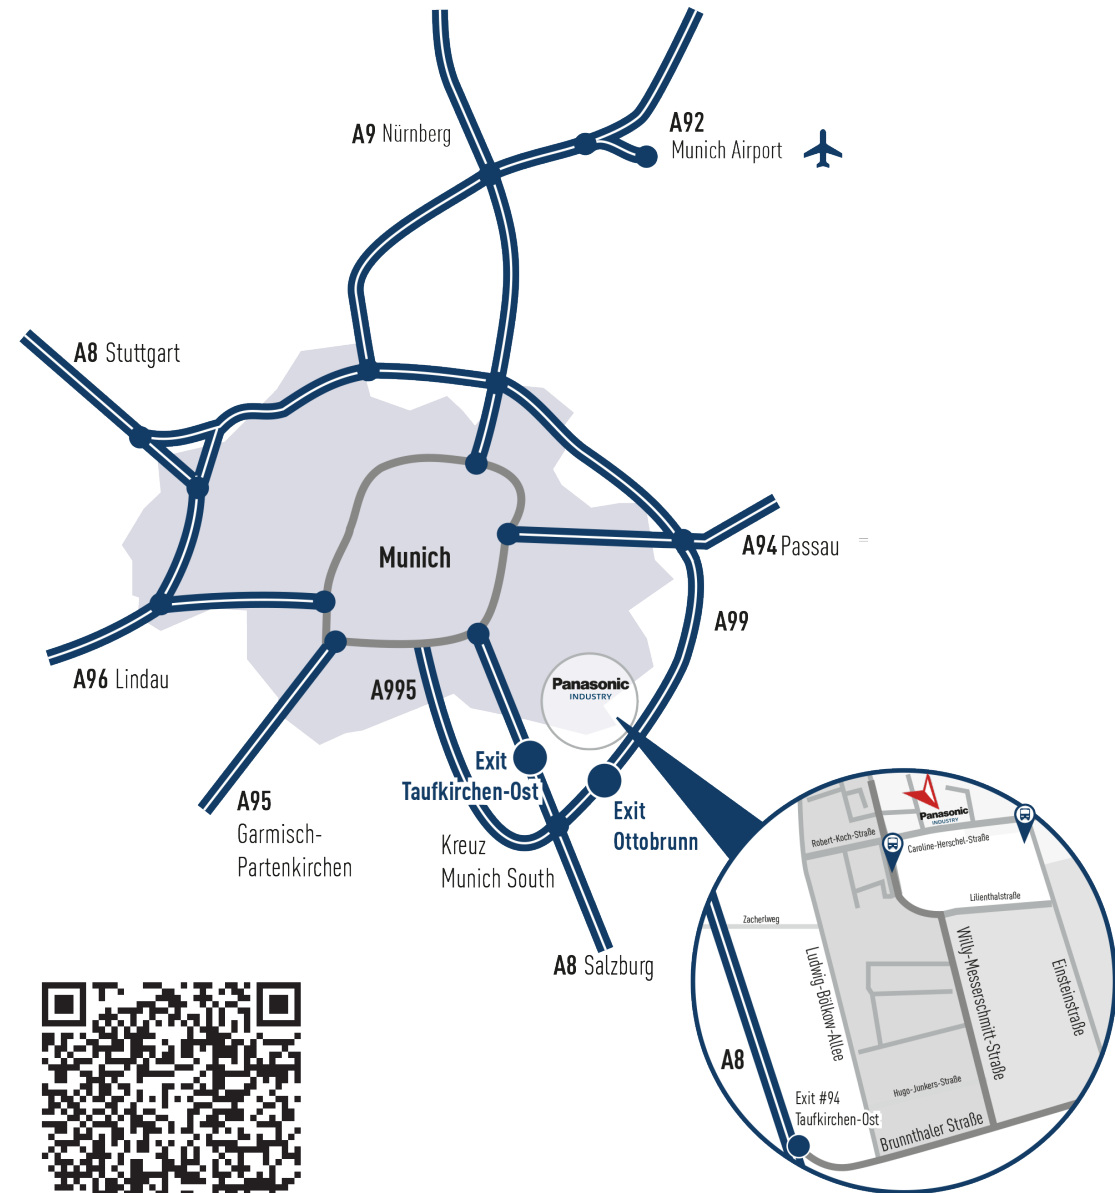 A9 Nürnberg
A92
Munich Airport
A8 Stuttgart
Munich
A94 Passau
A99
A96 Lindau
A995
Panasonic
INDUSTRY
Exit
Taufkirchen-Ost
A95
Garmisch-
Partenkirchen
Exit
Ottobrunn
Kreuz
Munich South
A8 Salzburg
Panasonic
INDUSTRY
Robert-Koch-Straße
Caroline-Herschel-Straße
Lilienthalstraße
Zacherlweg
Ludwig-Bölkow-Allee
Willy-Messerschmitt-Straße
Einsteinstraße
A8
Hugo-Junkers-Straße
Exit #94
Taufkirchen-Ost
Brunnthaler Straße